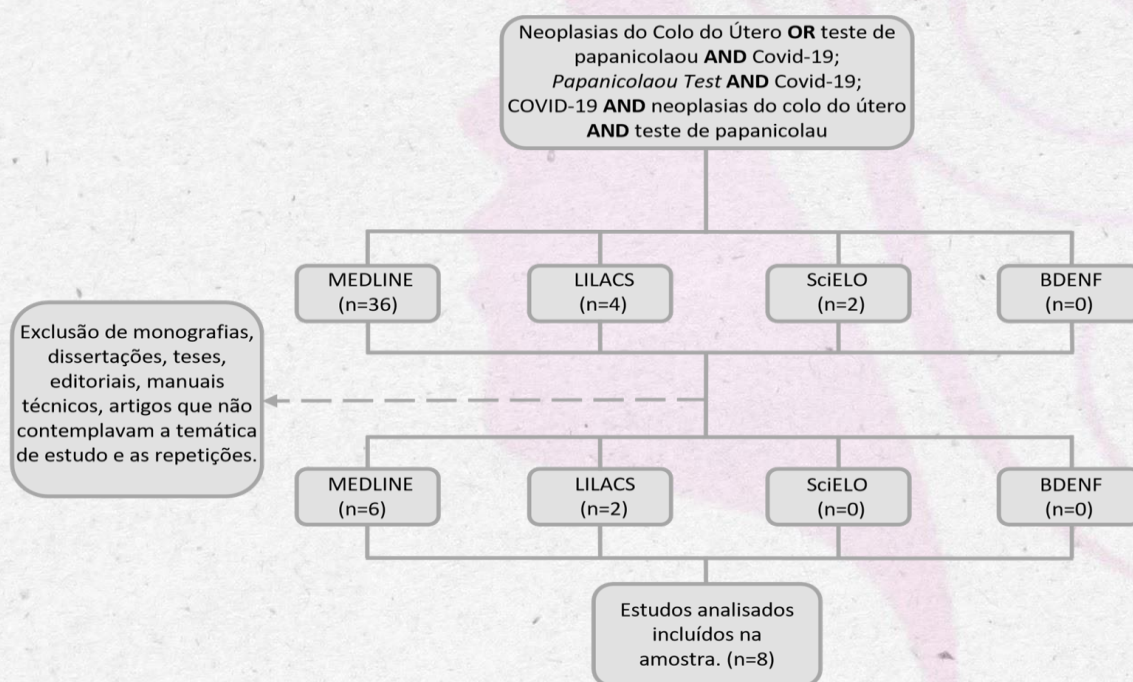 Neoplasias do Colo do Útero OR teste de
papanicolaou AND Covid-19;
Papanicolaou Test AND Covid-19;
COVID-19 AND neoplasias do colo do útero
AND teste de papanicolau
MEDLINE
(n=36)
LILACS
(n=4)
SciELO
(n=2)
BDENF
(n=0)
Exclusão de monografias,
dissertações, teses,
editoriais, manuais
técnicos, artigos que não
contemplavam a temática
de estudo e as repetições.
MEDLINE
(n=6)
LILACS
(n=2)
SciELO
(n=0)
BDENF
(n=0)
Estudos analisados
incluídos na
amostra. (n=8)